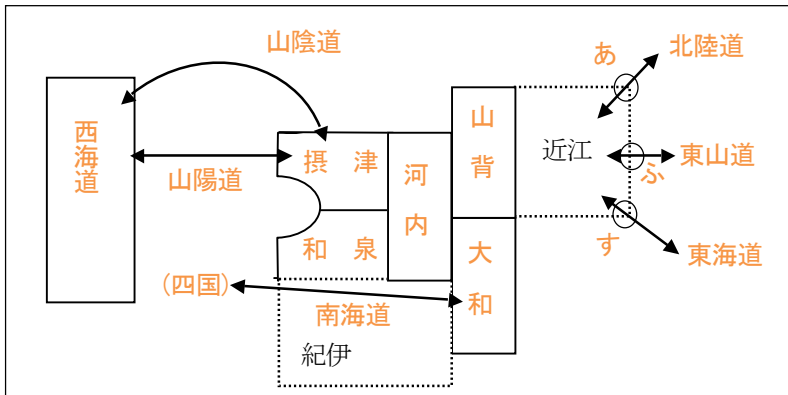 山陰道
北陸道
あ
西海道
山陽道
摂津
河内
山背
近江
東山道
ふ
和泉
大和
す
東海道
(四国)
南海道
紀伊